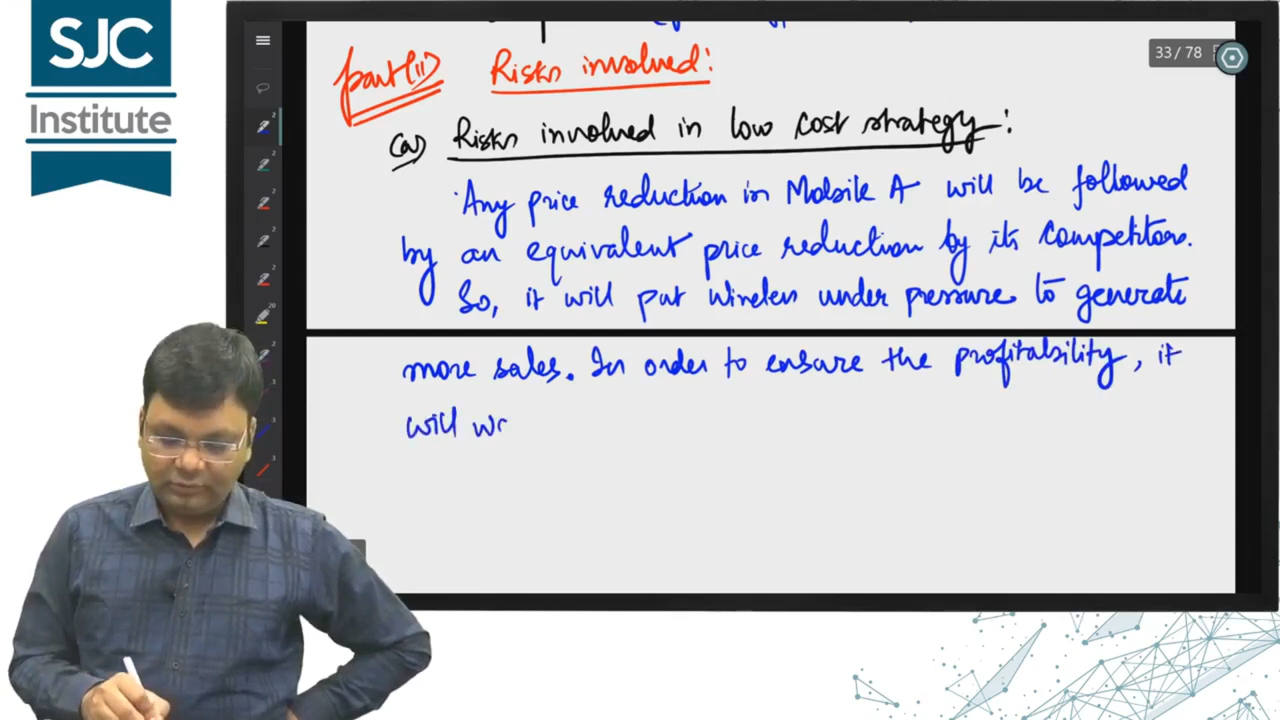 SJC
Institute
33 / 78
part (ii) Risks involved:
(a) Risks involved in low cost strategy:
Any price reduction in Mobile A will be followed
by an equivalent price reduction by its competitors.
So, it will put Wireless under pressure to generate
more sales. In order to ensure the profitability, it
will wo